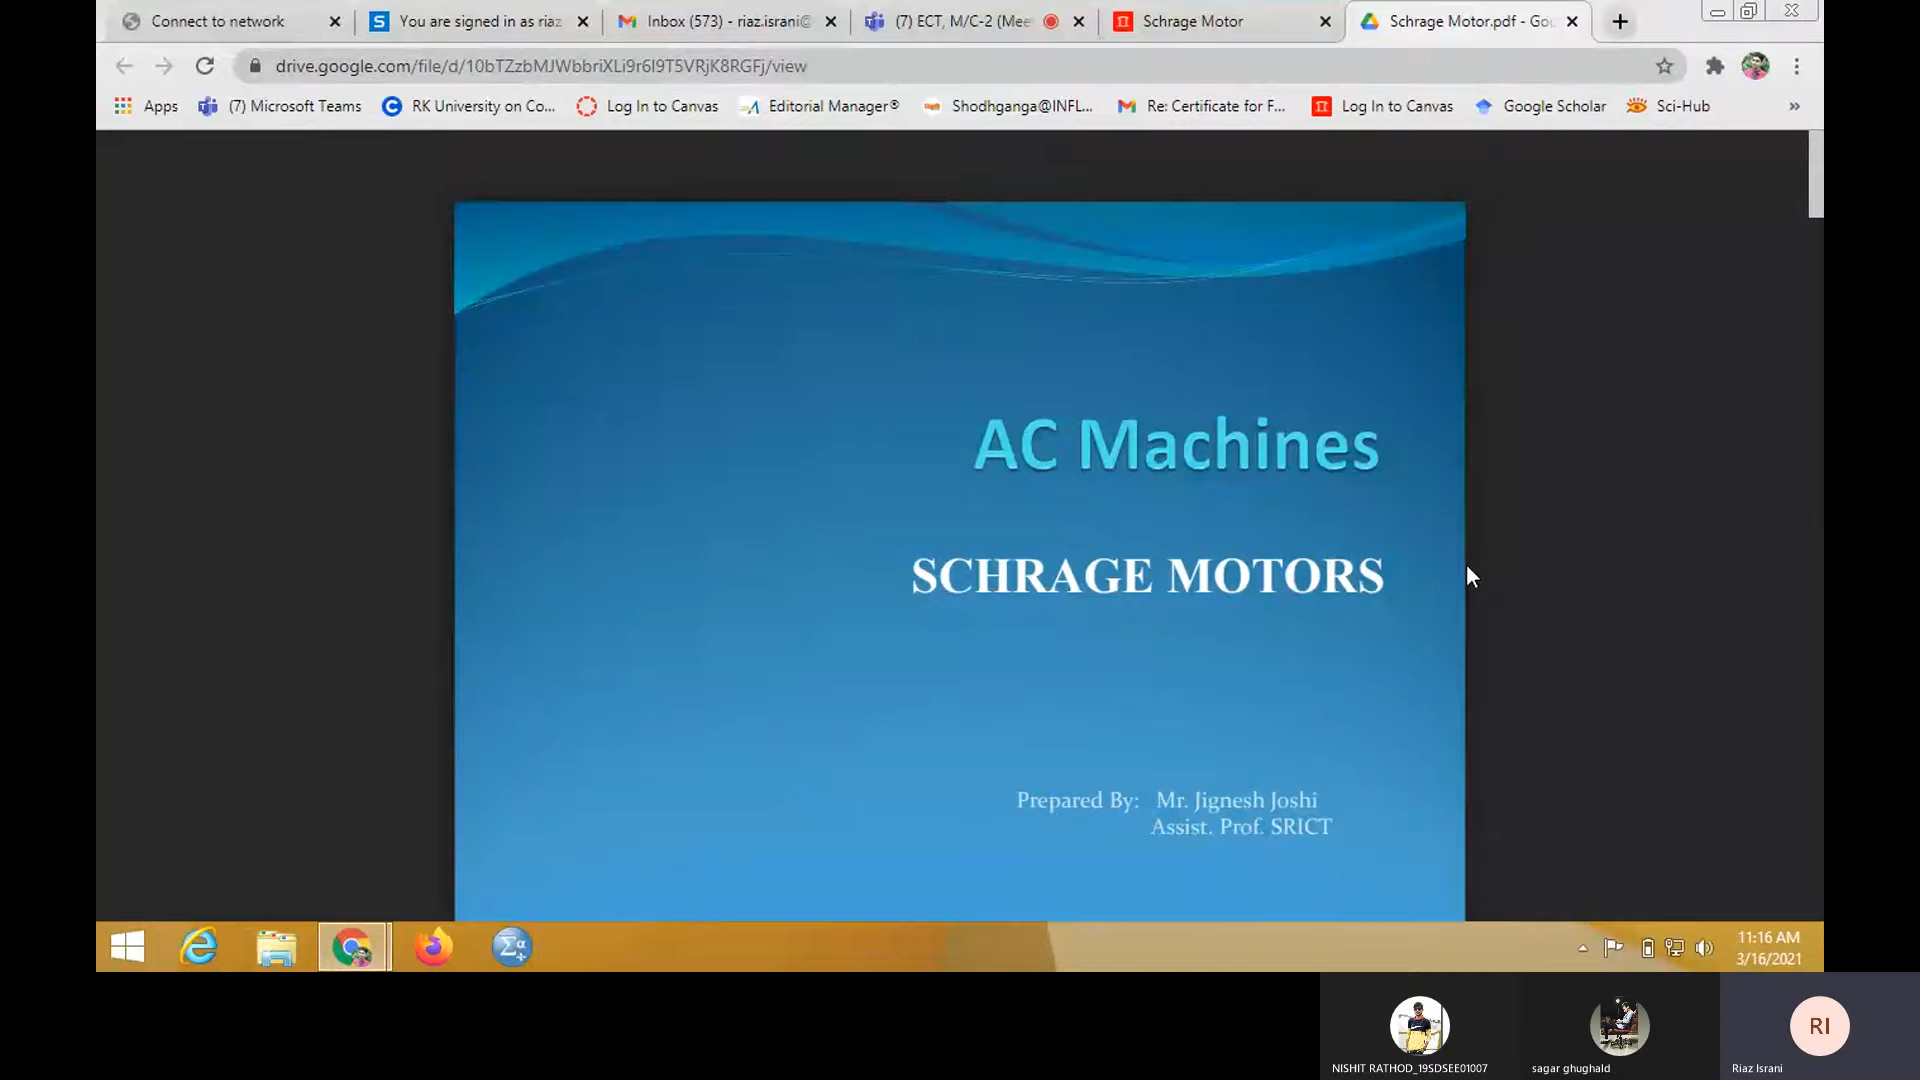 Connect to network
You are signed in as riaz
Inbox (573) - riaz.israni@
(7) ECT, M/C-2 (Mee
Schrage Motor
Schrage Motor.pdf - Goo
drive.google.com/file/d/10bTZzbMJWbbriXLi9r6I9T5VRjK8RGFj/view
Apps
(7) Microsoft Teams
RK University on Co...
Log In to Canvas
Editorial Manager®
Shodhganga@INFL...
Re: Certificate for F...
Log In to Canvas
Google Scholar
Sci-Hub
»
AC Machines
SCHRAGE MOTORS
Prepared By: Mr. Jignesh Joshi
Assist. Prof. SRICT
11:16 AM
3/16/2021
RI
NISHIT RATHOD_19SDSEE01007
sagar ghughald
Riaz Israni